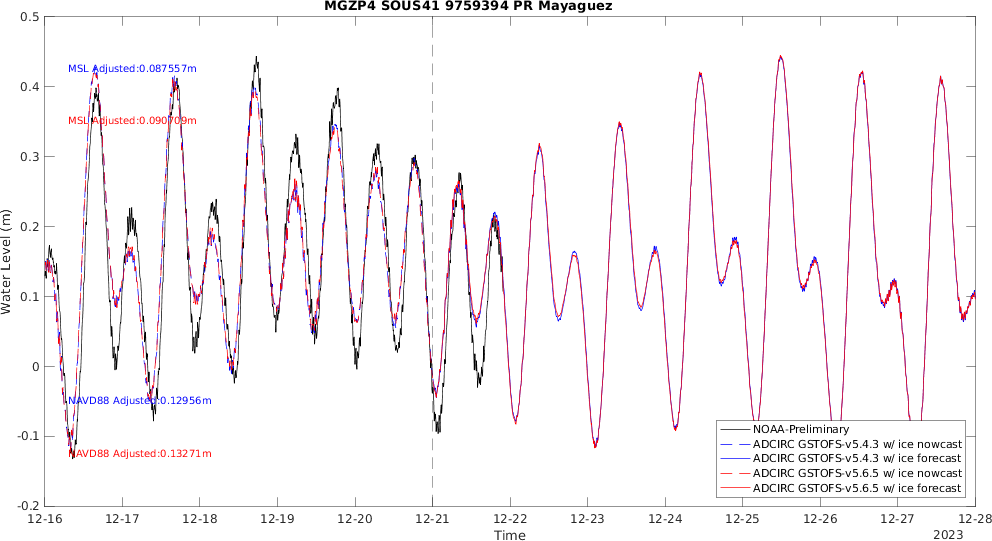 MGZP4 SOUS41 9759394 PR Mayaguez
0.5
0.4
0.3
0.2
0.1
0
-0.1
-0.2
Water Level (m)
MSL Adjusted:0.087557m
MSL Adjusted:0.090709m
NAVD88 Adjusted:0.12956m
NAVD88 Adjusted:0.13271m
NOAA-Preliminary
ADCIRC GSTOFS-v5.4.3 w/ ice nowcast
ADCIRC GSTOFS-v5.4.3 w/ ice forecast
ADCIRC GSTOFS-v5.6.5 w/ ice nowcast
ADCIRC GSTOFS-v5.6.5 w/ ice forecast
12-16 12-17 12-18 12-19 12-20 12-21 12-22 12-23 12-24 12-25 12-26 12-27 12-28
Time
2023